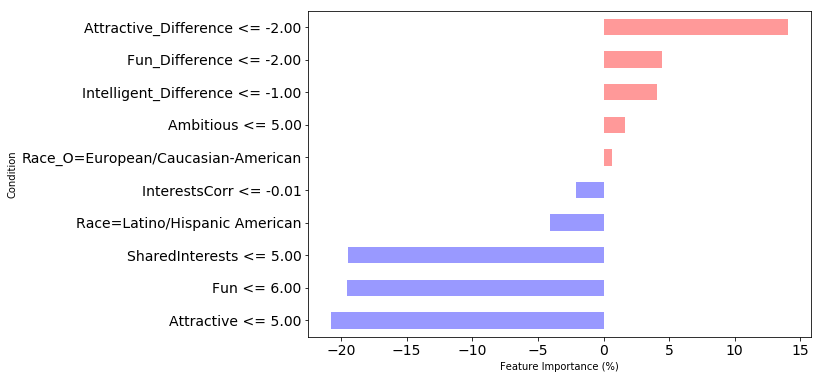 Attractive_Difference <= -2.00
Fun_Difference <= -2.00
Intelligent_Difference <= -1.00
Ambitious <= 5.00
Race_O=European/Caucasian-American
InterestsCorr <= -0.01
Race=Latino/Hispanic American
SharedInterests <= 5.00
Fun <= 6.00
Attractive <= 5.00
Condition
−20 −15 −10 −5 0 5 10 15
Feature Importance (%)